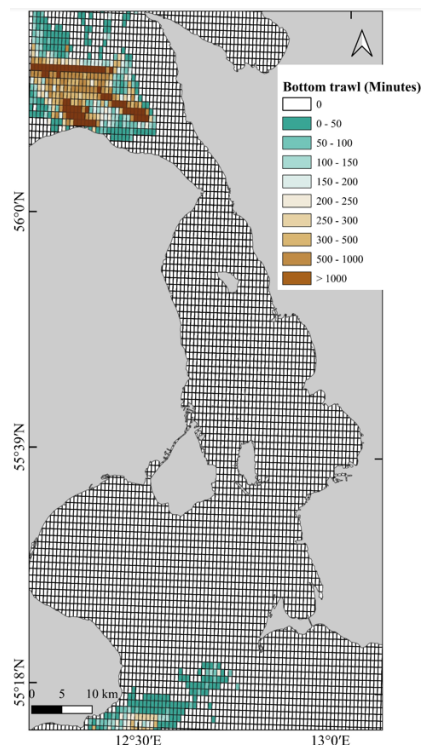 Bottom trawl (Minutes)
0
0 - 50
50 - 100
100 - 150
150 - 200
200 - 250
250 - 300
300 - 500
500 - 1000
> 1000
56°0'N
55°39'N
55°18'N
0 5 10 km
12°30'E 13°0'E